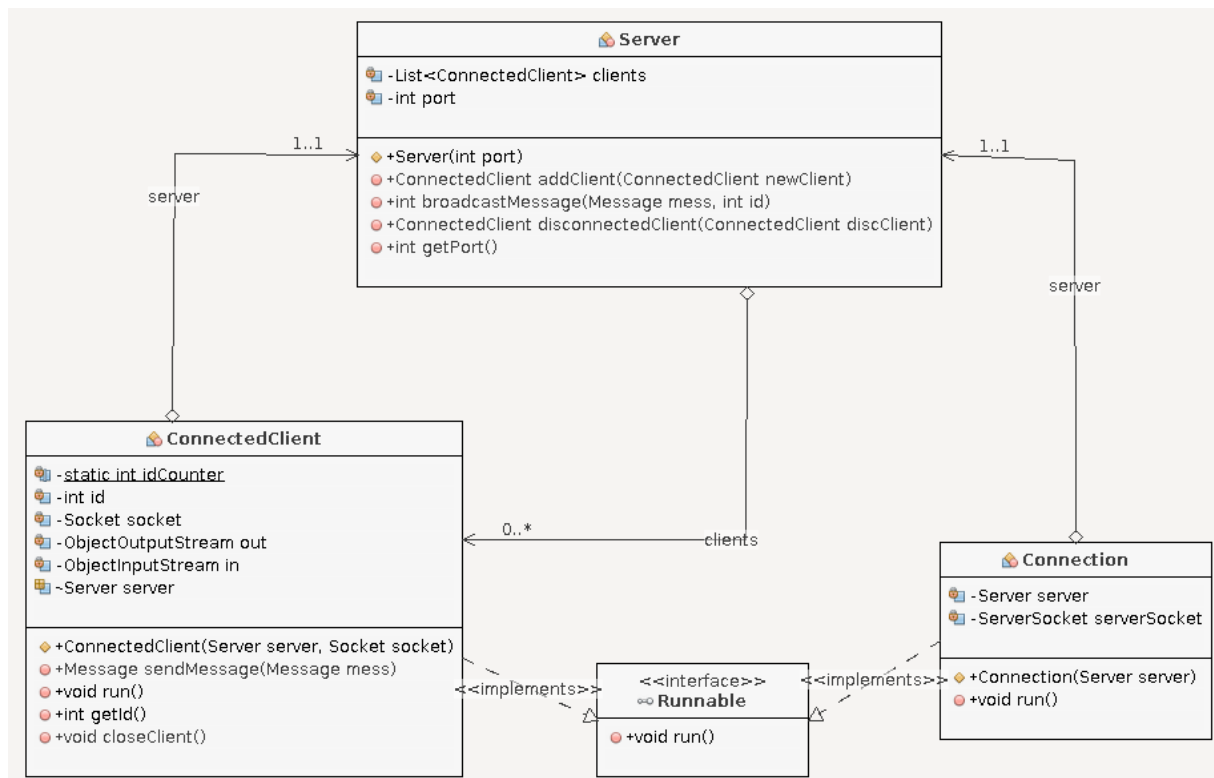 Server
-List<ConnectedClient> clients
-int port
+Server(int port)
+ConnectedClient addClient(ConnectedClient newClient)
+int broadcastMessage(Message mess, int id)
+ConnectedClient disconnectedClient(ConnectedClient discClient)
+int getPort()
1..1
server
1..1
server
0..*
clients
ConnectedClient
-static int idCounter
-int id
-Socket socket
-ObjectOutputStream out
-ObjectInputStream in
~Server server
+ConnectedClient(Server server, Socket socket)
+Message sendMessage(Message mess)
+void run()
+int getId()
+void closeClient()
<<implements>>
<<interface>>
Runnable
+void run()
<<implements>>
Connection
-Server server
-ServerSocket serverSocket
+Connection(Server server)
+void run()